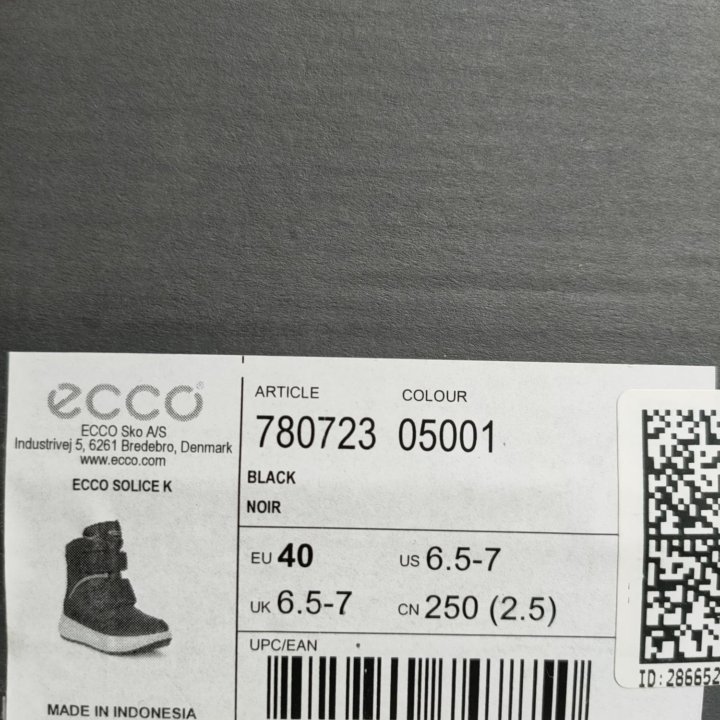 ecco®
ECCO Sko A/S
Industrivej 5, 6261 Bredebro, Denmark
www.ecco.com
ECCO SOLICE K
MADE IN INDONESIA
ARTICLE COLOUR
780723 05001
BLACK
NOIR
EU 40 US 6.5-7
UK 6.5-7 CN 250 (2.5)
UPC/EAN
ID:286652